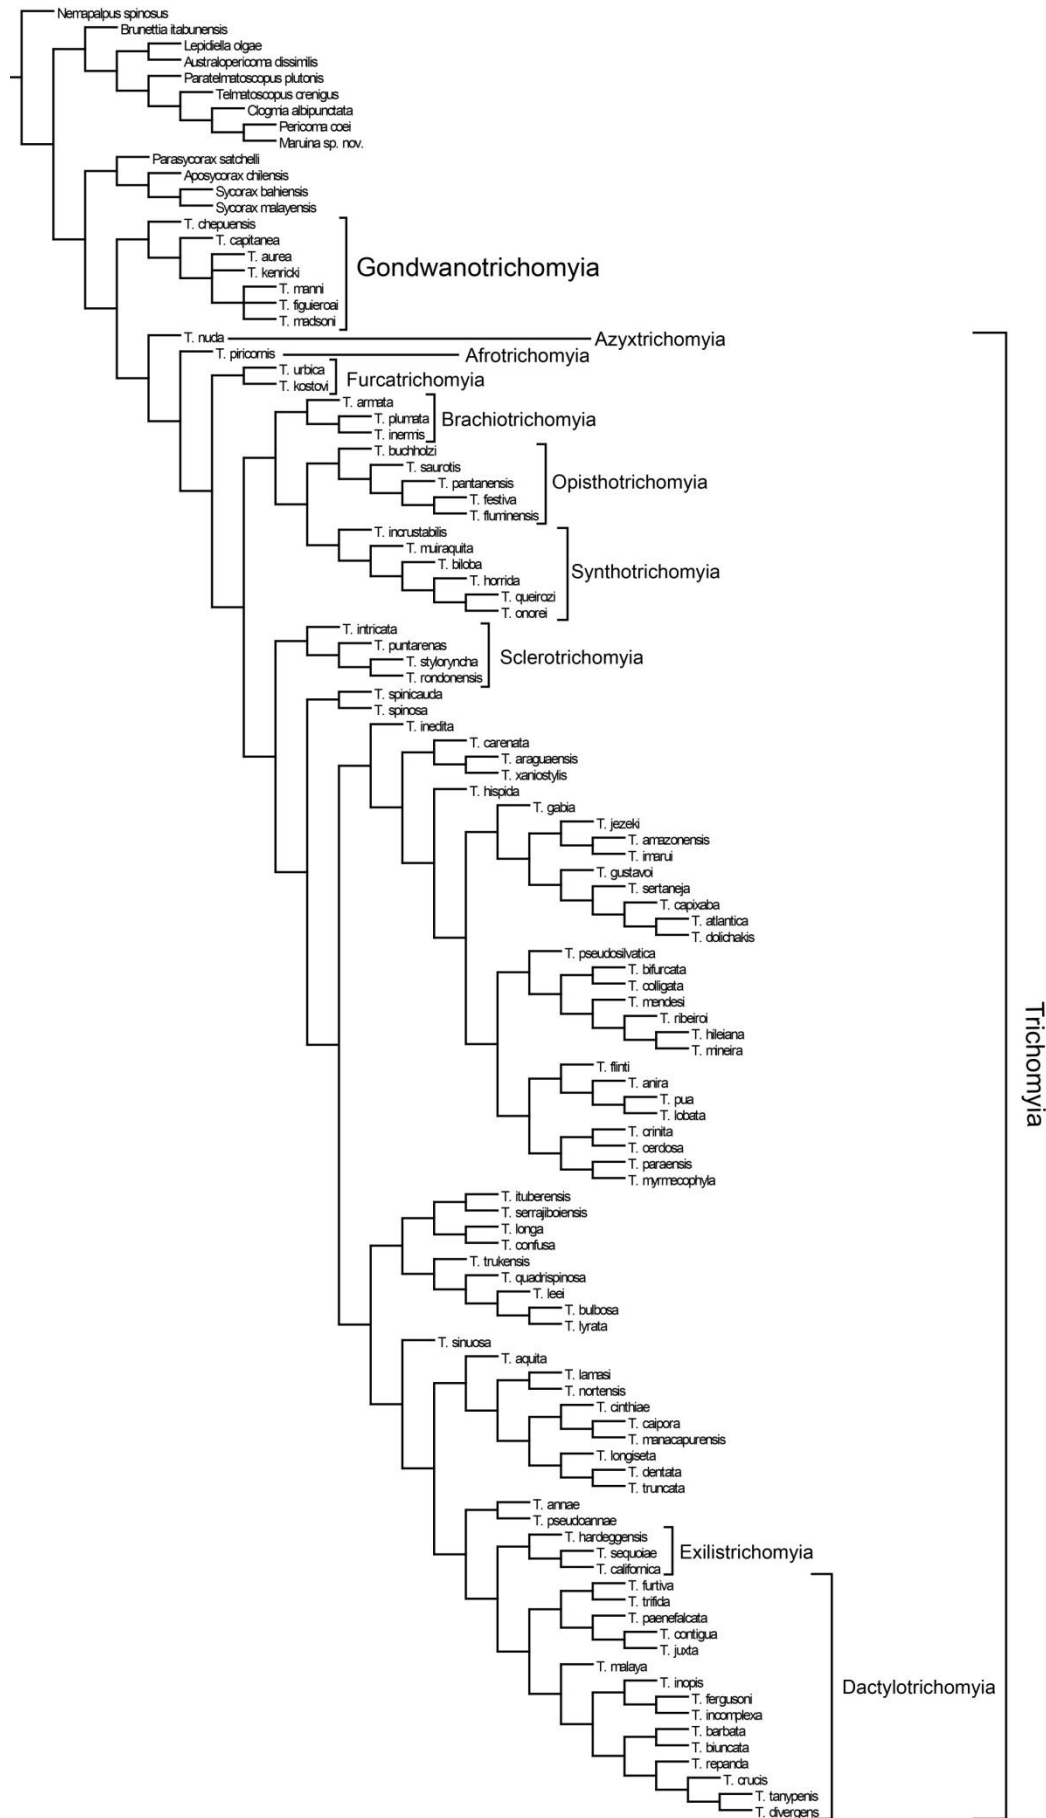 Nemapalpus spinosus
Brunettia itabunensis
Lepidiella olgae
Australopericoma dissimilis
Paratelmatoscopus plutonis
Telmatoscopus crenigus
Clogmia albipunctata
Pericoma coei
Maruina sp. nov.
Parasycorax satchelli
Aposycorax chilensis
Sycorax bahiensis
Sycorax malayensis
T. chepuensis
T. capitanea
T. aurea
T. kenricki
Gondwanotrichomyia
T. manni
T. figuieroai
T. madsoni
T. nuda
Azyxtrichomyia
T. piricornis
Afrotrichomyia
T. urbica
Furcatrichomyia
T. kostovi
T. armata
T. plumata
Brachiotrichomyia
T. inermis
T. buchholzi
T. saurotis
T. pantanensis
Opisthotrichomyia
T. festiva
T. fluminensis
T. incrustabilis
T. muiraquita
T. biloba
Synthotrichomyia
T. horrida
T. queirozi
T. onorei
T. intricata
T. puntarenas
Sclerotrichomyia
T. styloryncha
T. rondonensis
T. spinicauda
T. spinosa
T. inedita
T. carenata
T. araguaensis
T. xaniostylis
T. hispida
T. gabia
T. jezeki
T. amazonensis
T. imarui
T. gustavoi
T. sertaneja
T. capixaba
T. atlantica
T. dolichakis
T. pseudosilvatica
T. bifurcata
T. colligata
T. mendesi
T. ribeiroi
T. hileiana
T. mineira
Trichomyia
T. flinti
T. anira
T. pua
T. lobata
T. crinita
T. cerdosa
T. paraensis
T. myrmecophyla
T. ituberensis
T. serrajiboiensis
T. longa
T. confusa
T. trukensis
T. quadrispinosa
T. leei
T. bulbosa
T. lyrata
T. sinuosa
T. aquita
T. lamasi
T. nortensis
T. cinthiae
T. caipora
T. manacapurensis
T. longiseta
T. dentata
T. truncata
T. annae
T. pseudoannae
T. hardeggensis
T. sequoiae
Exilistrichomyia
T. californica
T. furtiva
T. trifida
T. paenefalcata
T. contigua
T. juxta
T. malaya
T. inopis
Dactylotrichomyia
T. fergusoni
T. incomplexa
T. barbata
T. biuncata
T. repanda
T. crucis
T. tanypenis
T. divergens